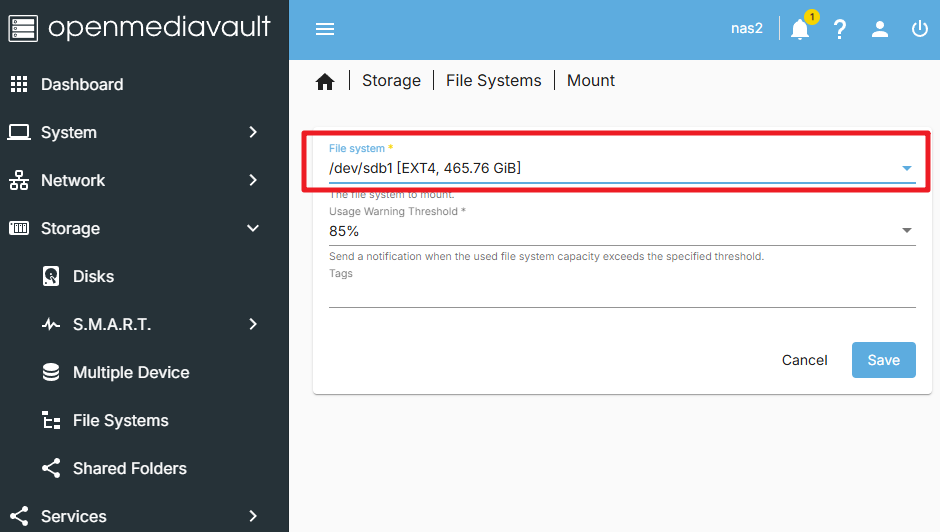 openmediavault
nas2
1
?
Dashboard
System
Network
Storage
Disks
S.M.A.R.T.
Multiple Device
File Systems
Shared Folders
Services
Storage | File Systems | Mount
File system *
/dev/sdb1 [EXT4, 465.76 GiB]
The file system to mount.
Usage Warning Threshold *
85%
Send a notification when the used file system capacity exceeds the specified threshold.
Tags
Cancel
Save